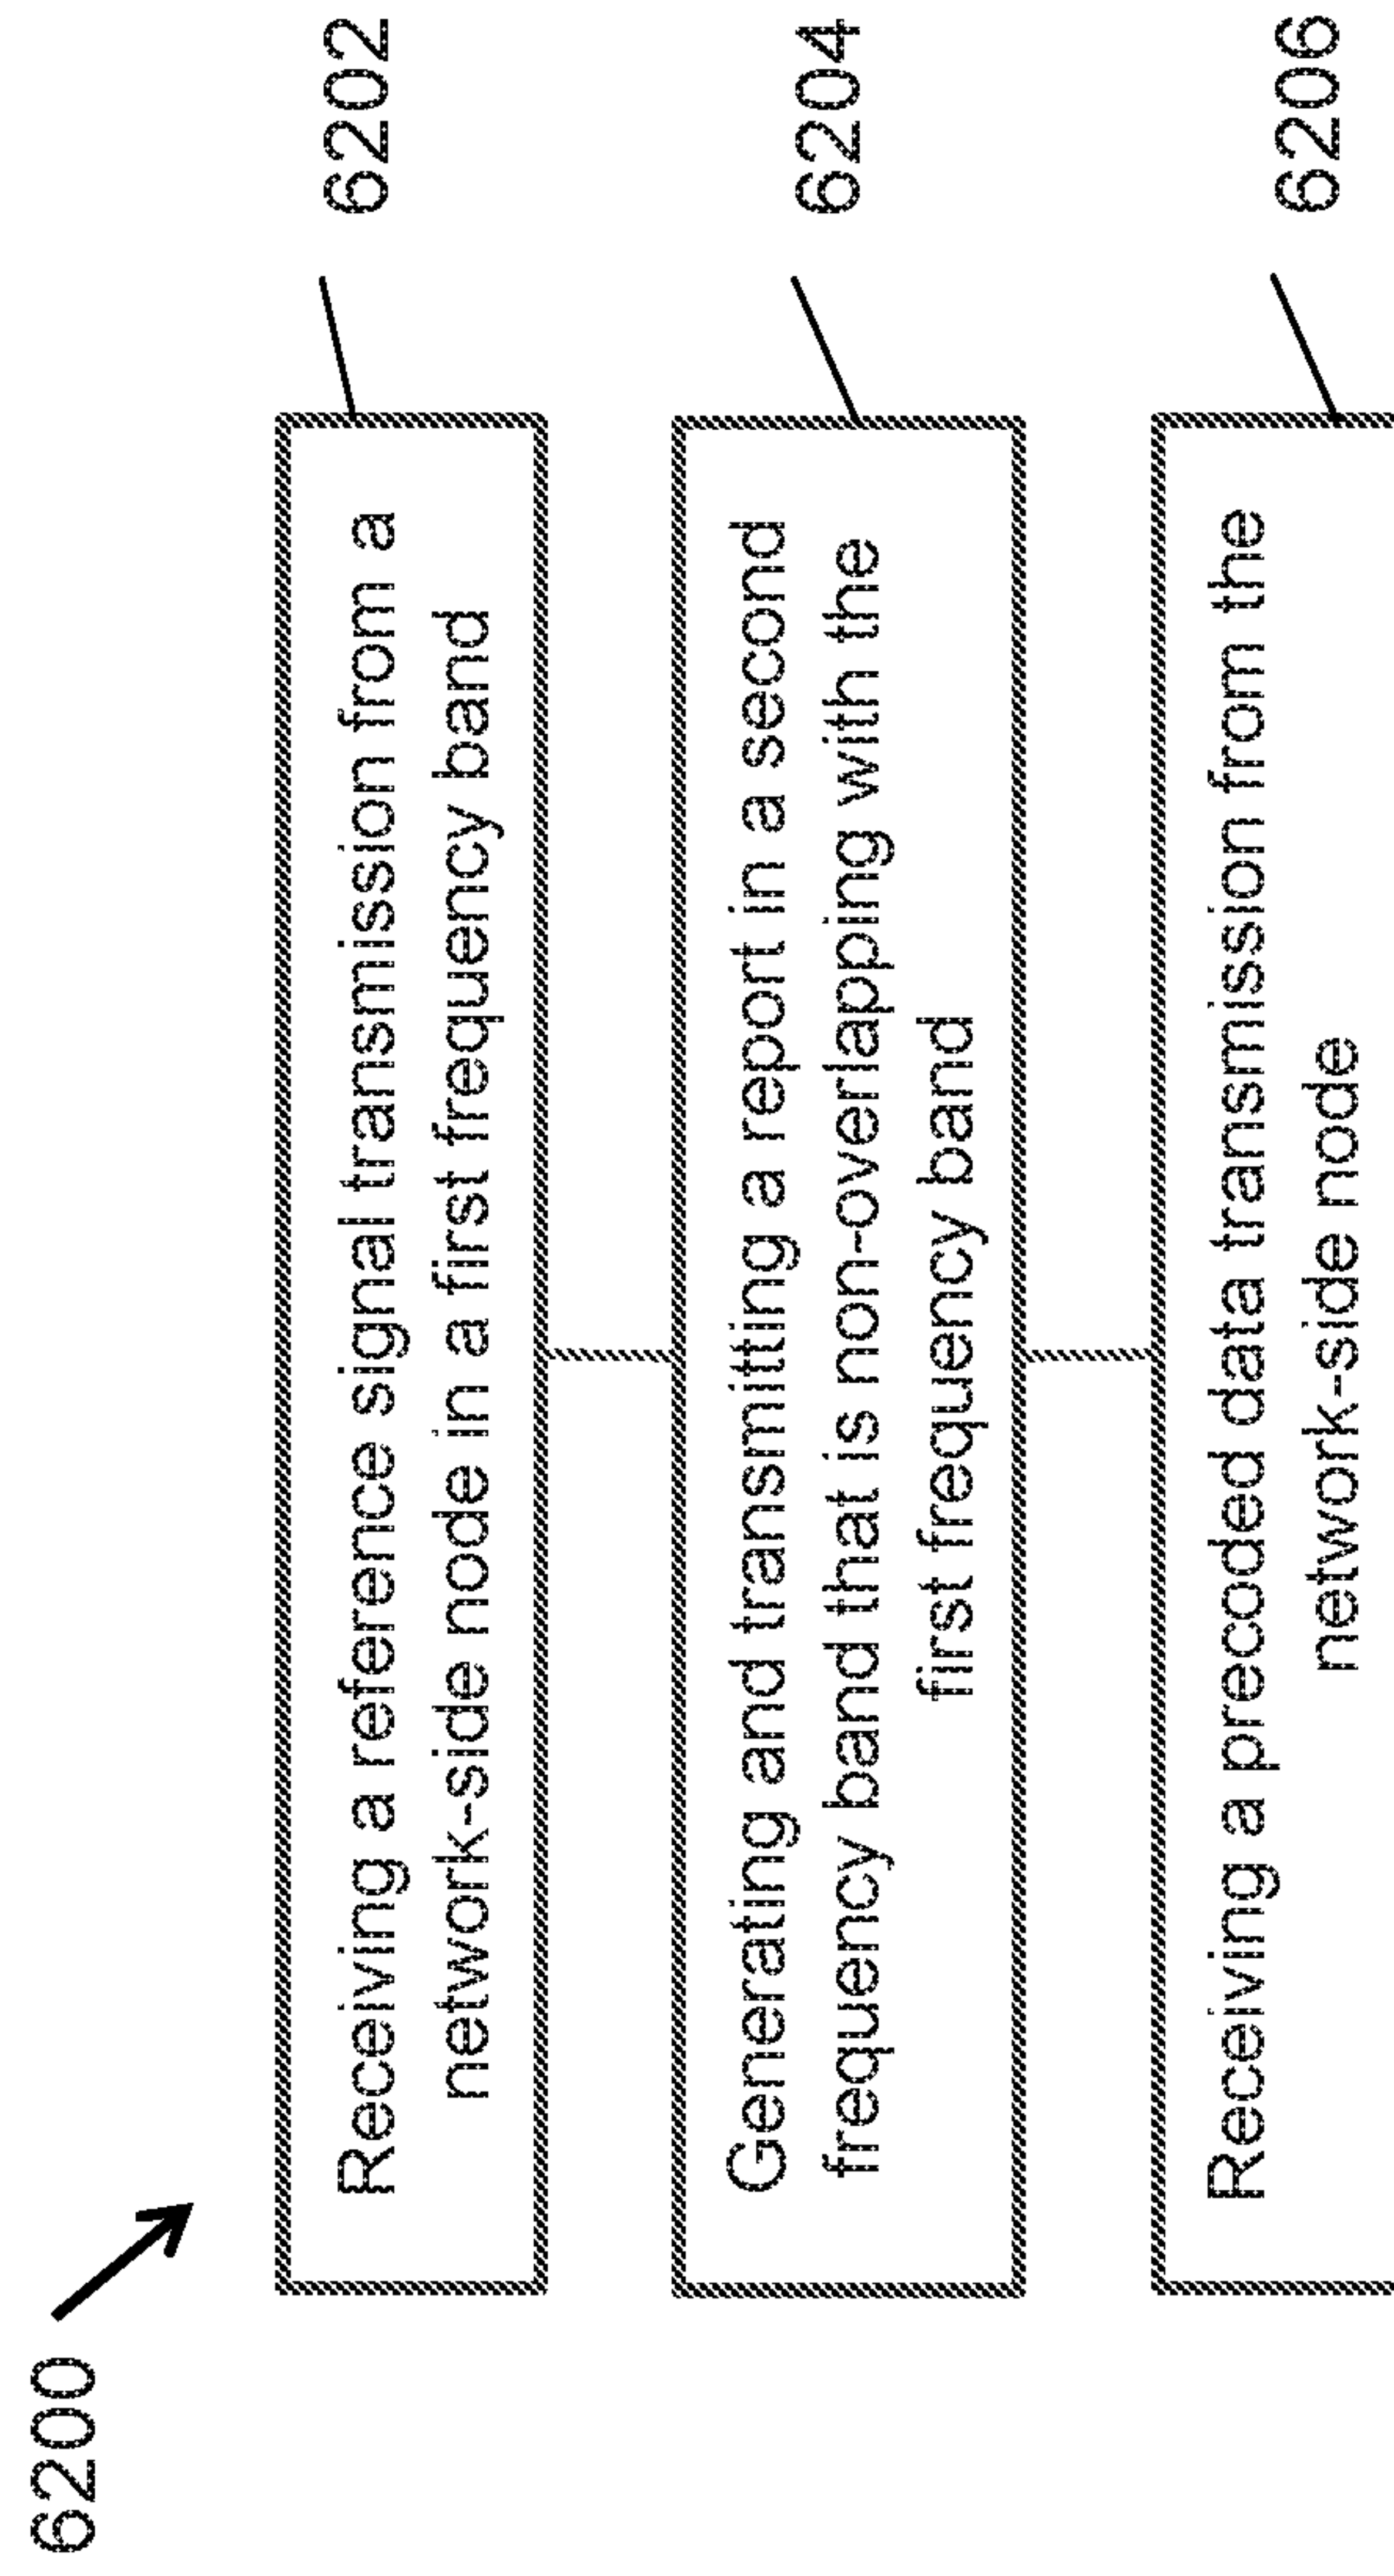 6200
Receiving a reference signal transmission from a
network-side node in a first frequency band
6202
Generating and transmitting a report in a second
frequency band that is non-overlapping with the
first frequency band
6204
Receiving a precoded data transmission from the
network-side node
6206